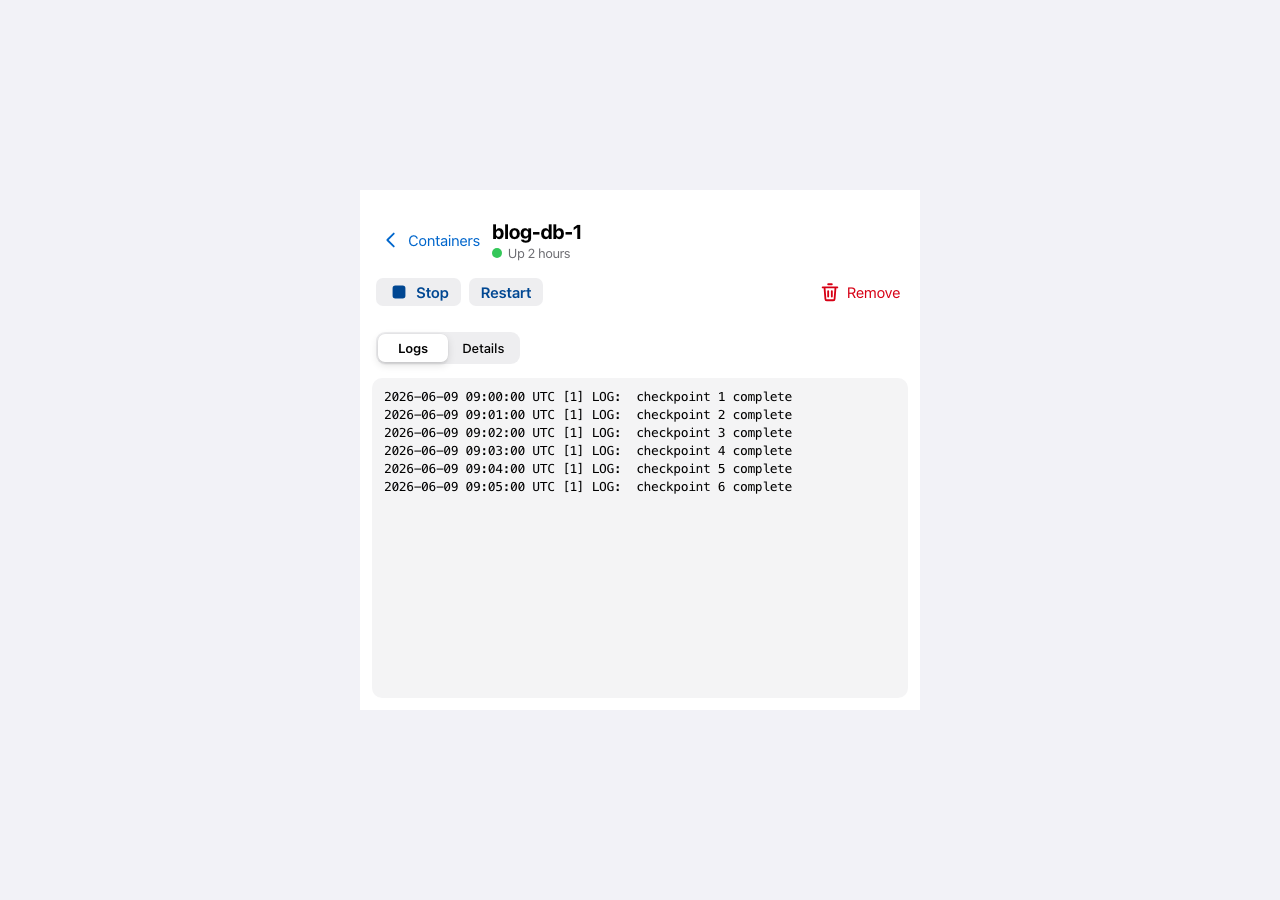 Containers
blog-db-1
Up 2 hours
Stop
Restart
Remove
Logs
Details
2026-06-09 09:00:00 UTC [1] LOG:  checkpoint 1 complete
2026-06-09 09:01:00 UTC [1] LOG:  checkpoint 2 complete
2026-06-09 09:02:00 UTC [1] LOG:  checkpoint 3 complete
2026-06-09 09:03:00 UTC [1] LOG:  checkpoint 4 complete
2026-06-09 09:04:00 UTC [1] LOG:  checkpoint 5 complete
2026-06-09 09:05:00 UTC [1] LOG:  checkpoint 6 complete